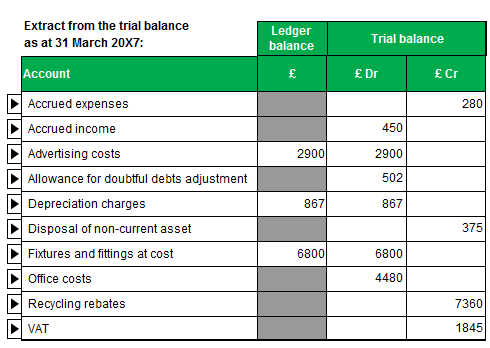 Extract from the trial balance
as at 31 March 20X7:
Ledger balance Trial balance
Account £ £ Dr £ Cr
Accrued expenses 280
Accrued income 450
Advertising costs 2900 2900
Allowance for doubtful debts adjustment 502
Depreciation charges 867 867
Disposal of non-current asset 375
Fixtures and fittings at cost 6800 6800
Office costs 4480
Recycling rebates 7360
VAT 1845